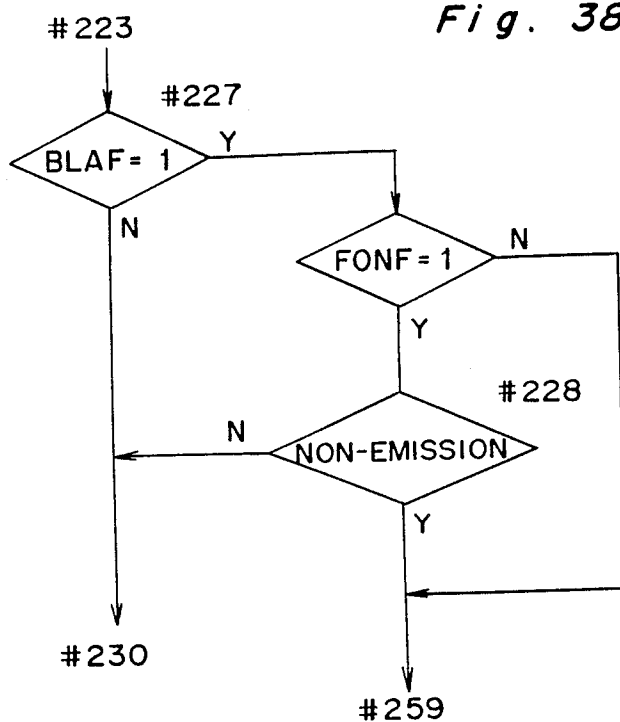 Fig. 38
#223
#227
BLAF = 1
Y
N
FONF = 1
N
Y
#228
NON-EMISSION
N
Y
#230
#259